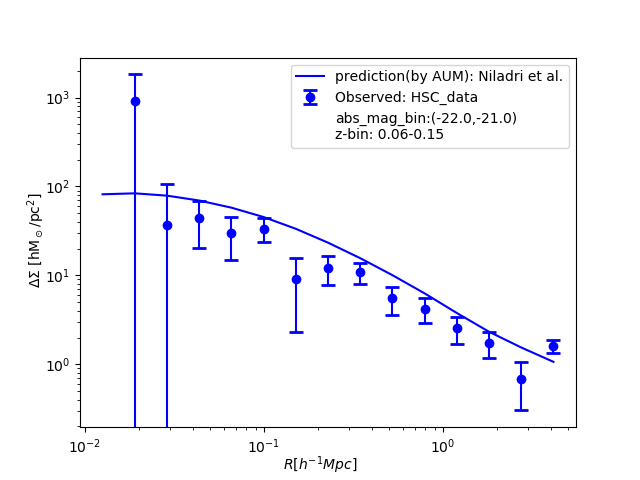 prediction(by AUM): Niladri et al.
Observed: HSC_data
abs_mag_bin:(-22.0,-21.0)
z-bin: 0.06-0.15
10³
10²
10¹
10⁰
ΔΣ [hM⊙/pc²]
10⁻²
10⁻¹
10⁰
R[h⁻¹Mpc]